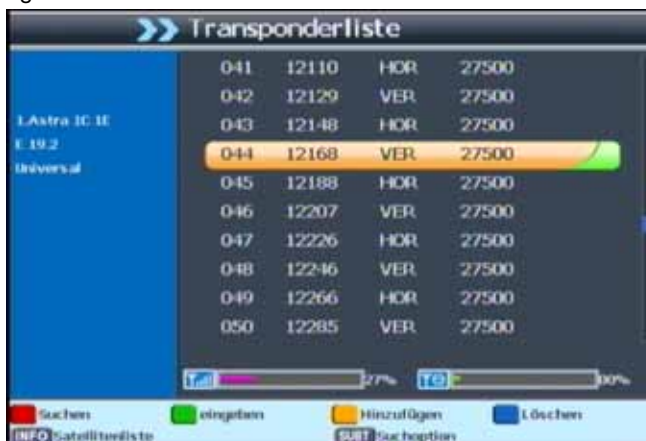 Transponderliste
1.Astra 1C 1E
E 19.2
Universal
041 12110 HOR 27500
042 12129 VER 27500
043 12148 HOR 27500
044 12168 VER 27500
045 12188 HOR 27500
046 12207 VER 27500
047 12226 HOR 27500
048 12246 VER 27500
049 12266 HOR 27500
050 12285 VER 27500
27%
Suchen eingeben Hinzufügen Löschen
INFO Satellitenliste SUBT Suchoption